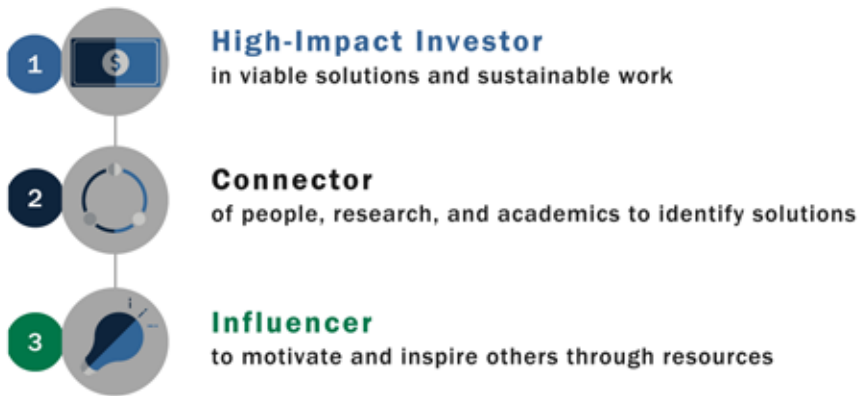 1
$
High-Impact Investor
in viable solutions and sustainable work
2
Connector
of people, research, and academics to identify solutions
3
Influencer
to motivate and inspire others through resources